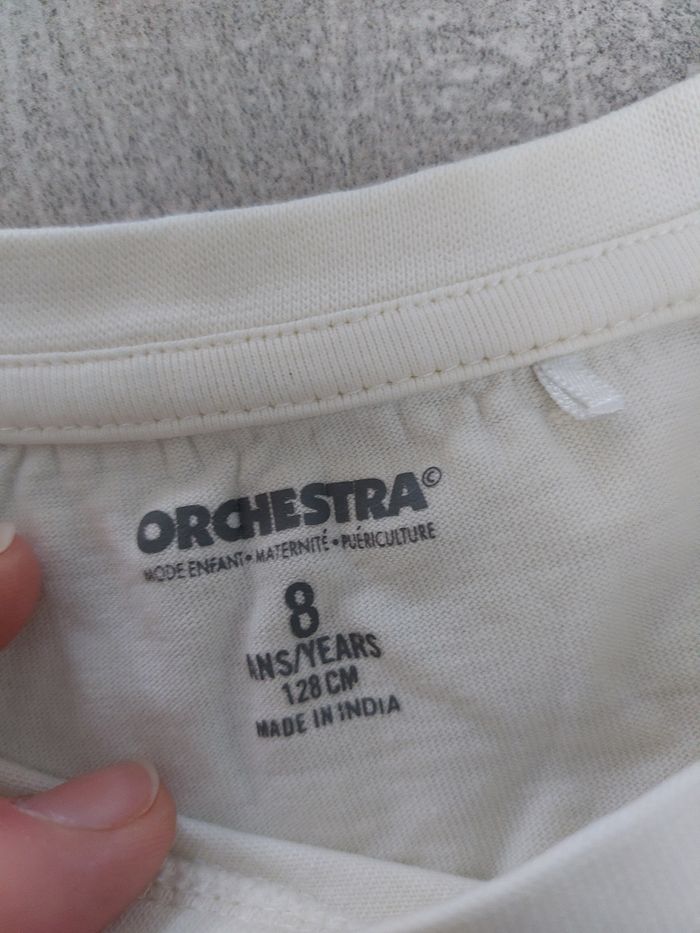 ORCHESTRA©
MODE ENFANT • MATERNITÉ • PUÉRICULTURE
8
ANS/YEARS
128 CM
MADE IN INDIA